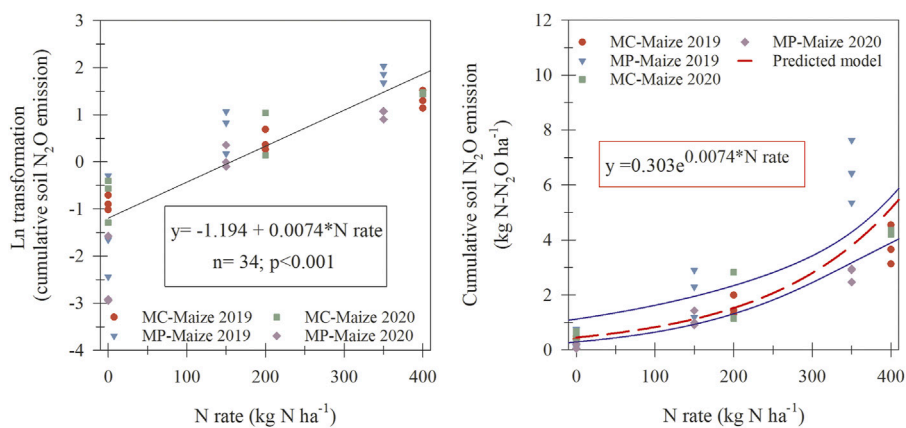 Ln transformation
(cumulative soil N₂O emission)
3
2
1
0
-1
-2
-3
-4
y= -1.194 + 0.0074*N rate
n= 34; p<0.001
MC-Maize 2019
MC-Maize 2020
MP-Maize 2019
MP-Maize 2020
0
100
200
300
400
N rate (kg N ha⁻¹)
Cumulative soil N₂O emission
(kg N-N₂O ha⁻¹)
12
10
8
6
4
2
0
MC-Maize 2019
MP-Maize 2020
MP-Maize 2019
Predicted model
MC-Maize 2020
y =0.303e^0.0074*N rate
0
100
200
300
400
N rate (kg N ha⁻¹)